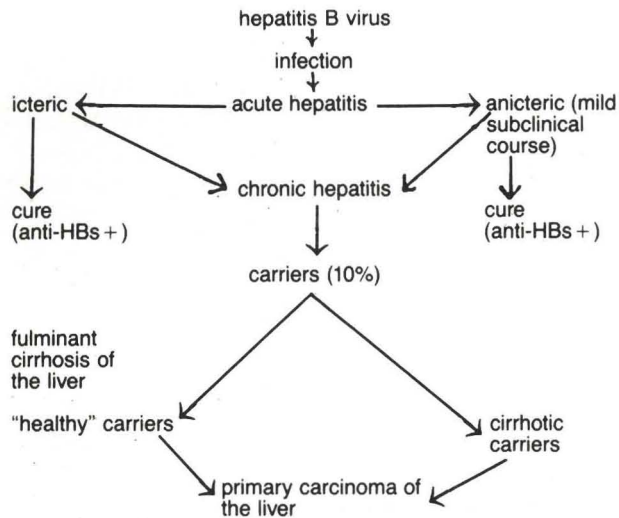 hepatitis B virus
infection
icteric
acute hepatitis
anicteric (mild
subclinical
course)
chronic hepatitis
cure
(anti-HBs +)
cure
(anti-HBs +)
carriers (10%)
fulminant
cirrhosis of
the liver
"healthy" carriers
cirrhotic
carriers
primary carcinoma of
the liver